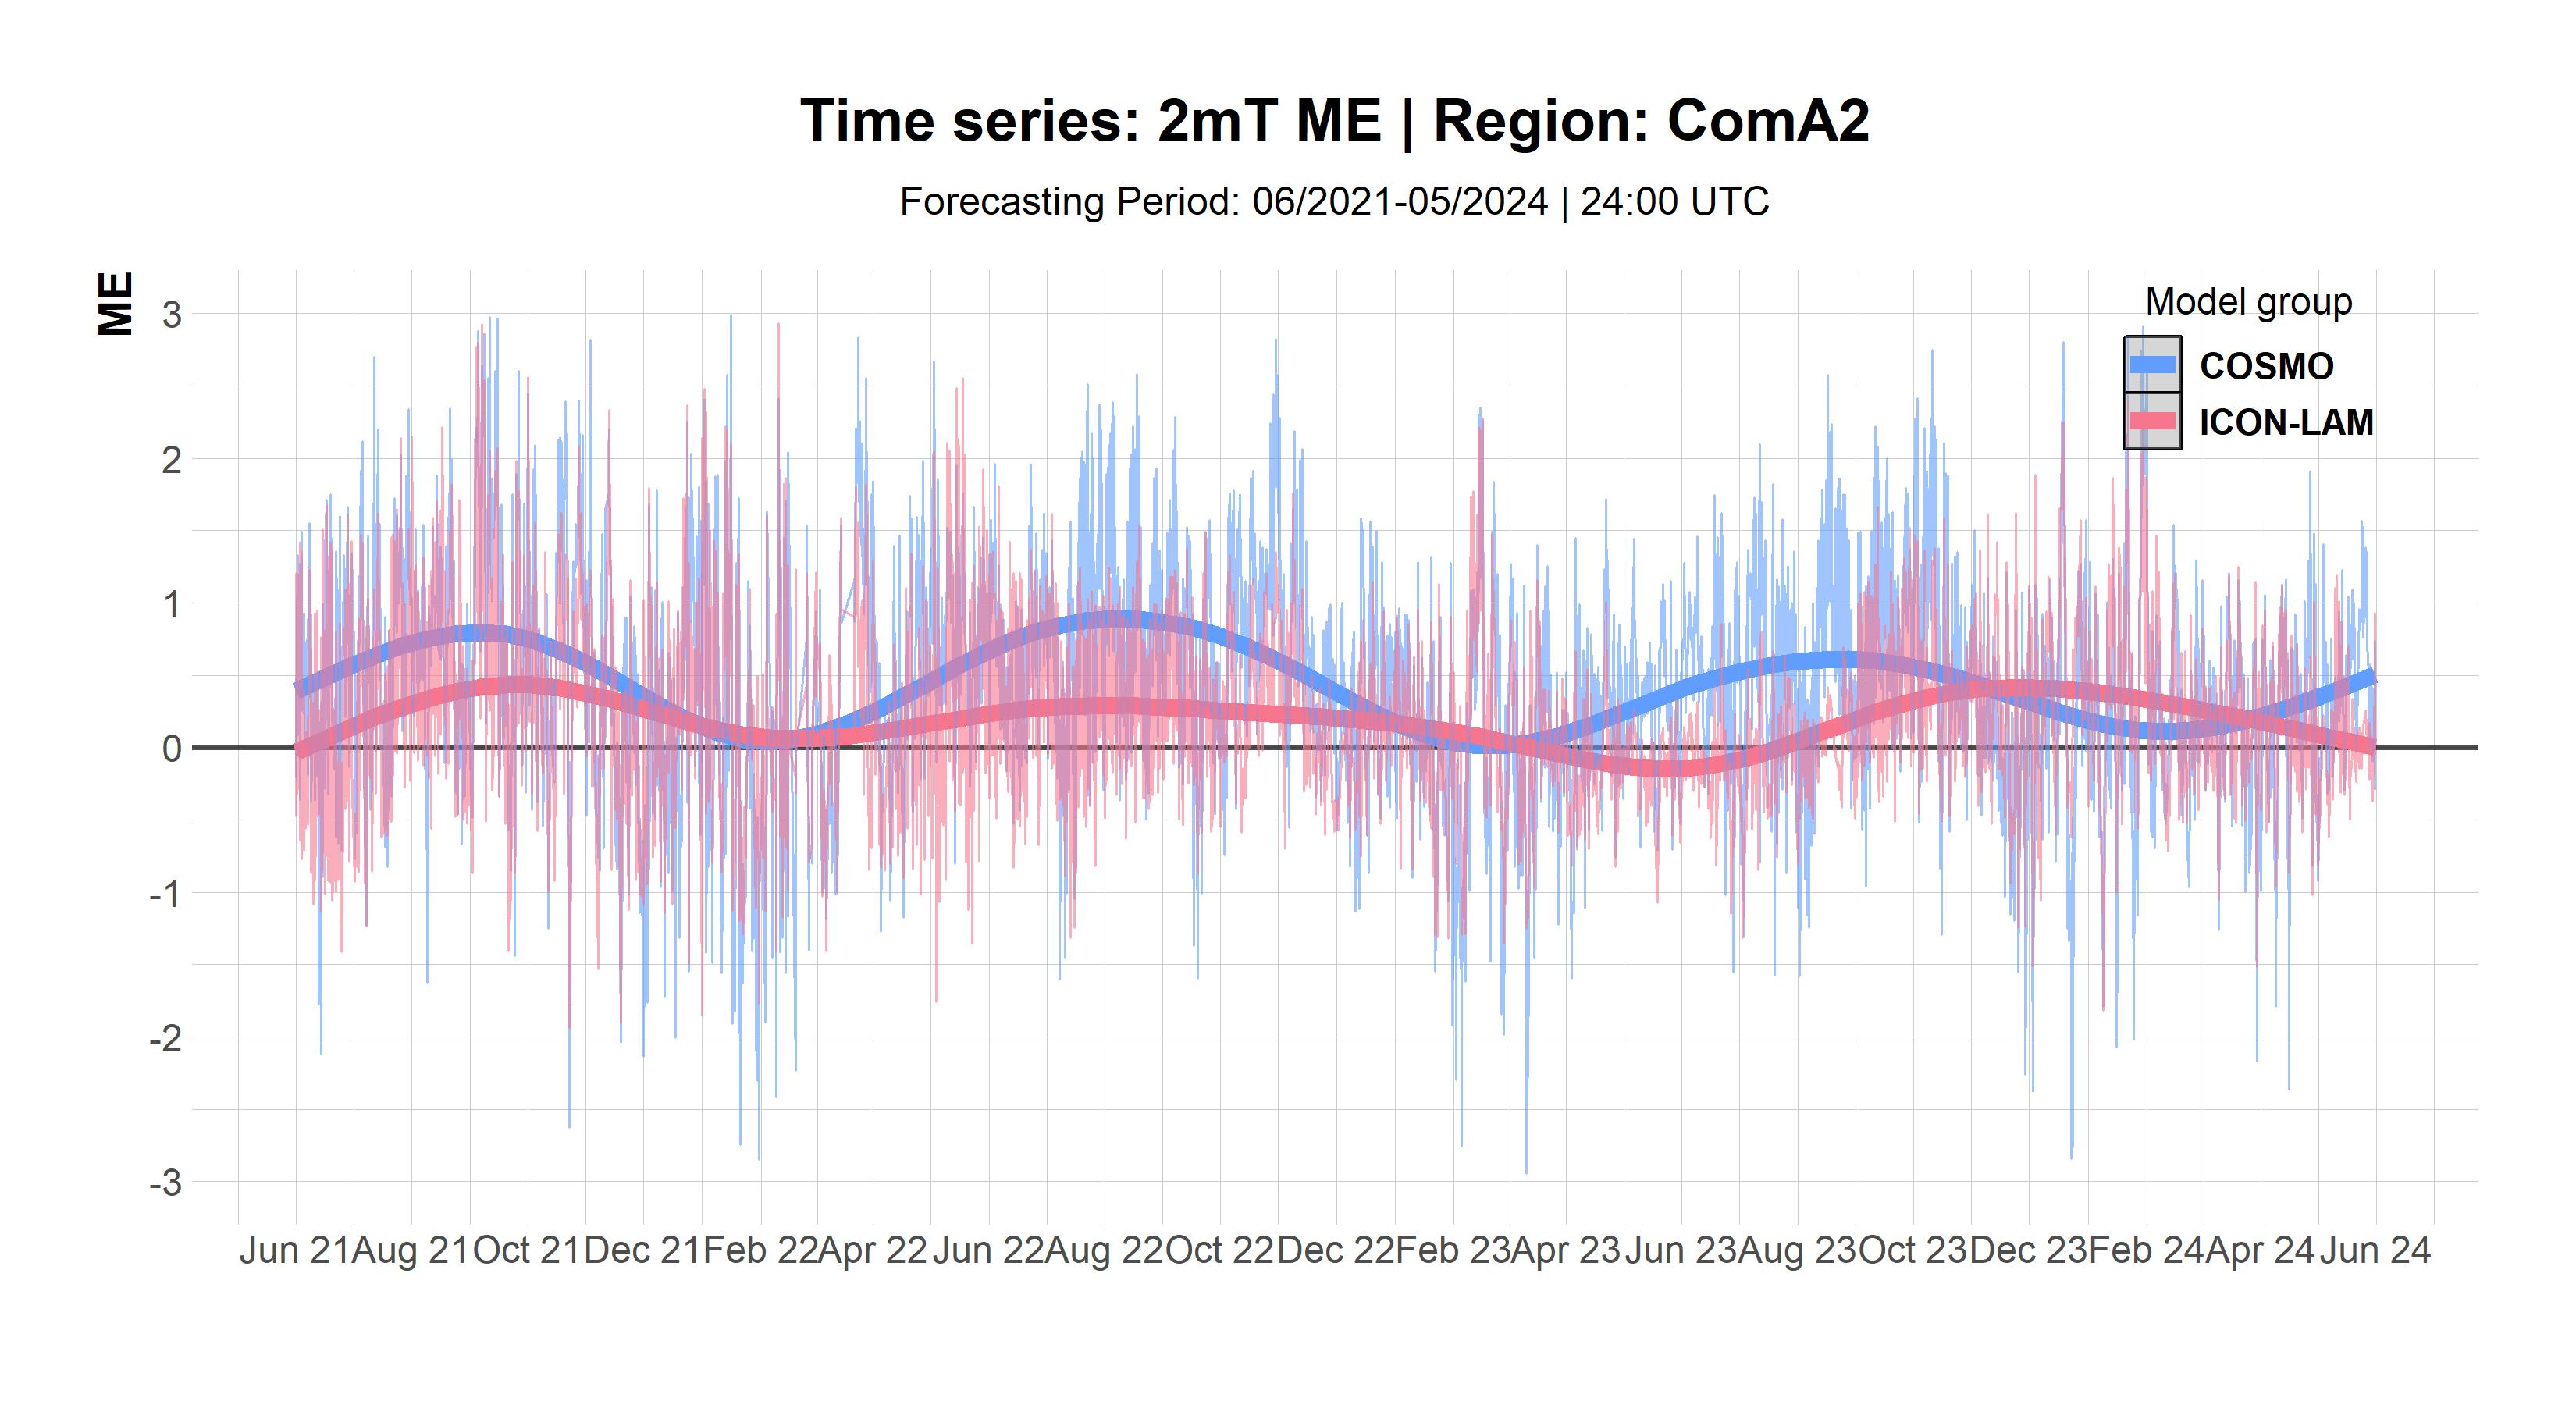 Time series: 2mT ME | Region: ComA2
Forecasting Period: 06/2021-05/2024 | 24:00 UTC
ME
Model group
COSMO
ICON-LAM
3
2
1
0
-1
-2
-3
Jun 21 Aug 21 Oct 21 Dec 21 Feb 22 Apr 22 Jun 22 Aug 22 Oct 22 Dec 22 Feb 23 Apr 23 Jun 23 Aug 23 Oct 23 Dec 23 Feb 24 Apr 24 Jun 24